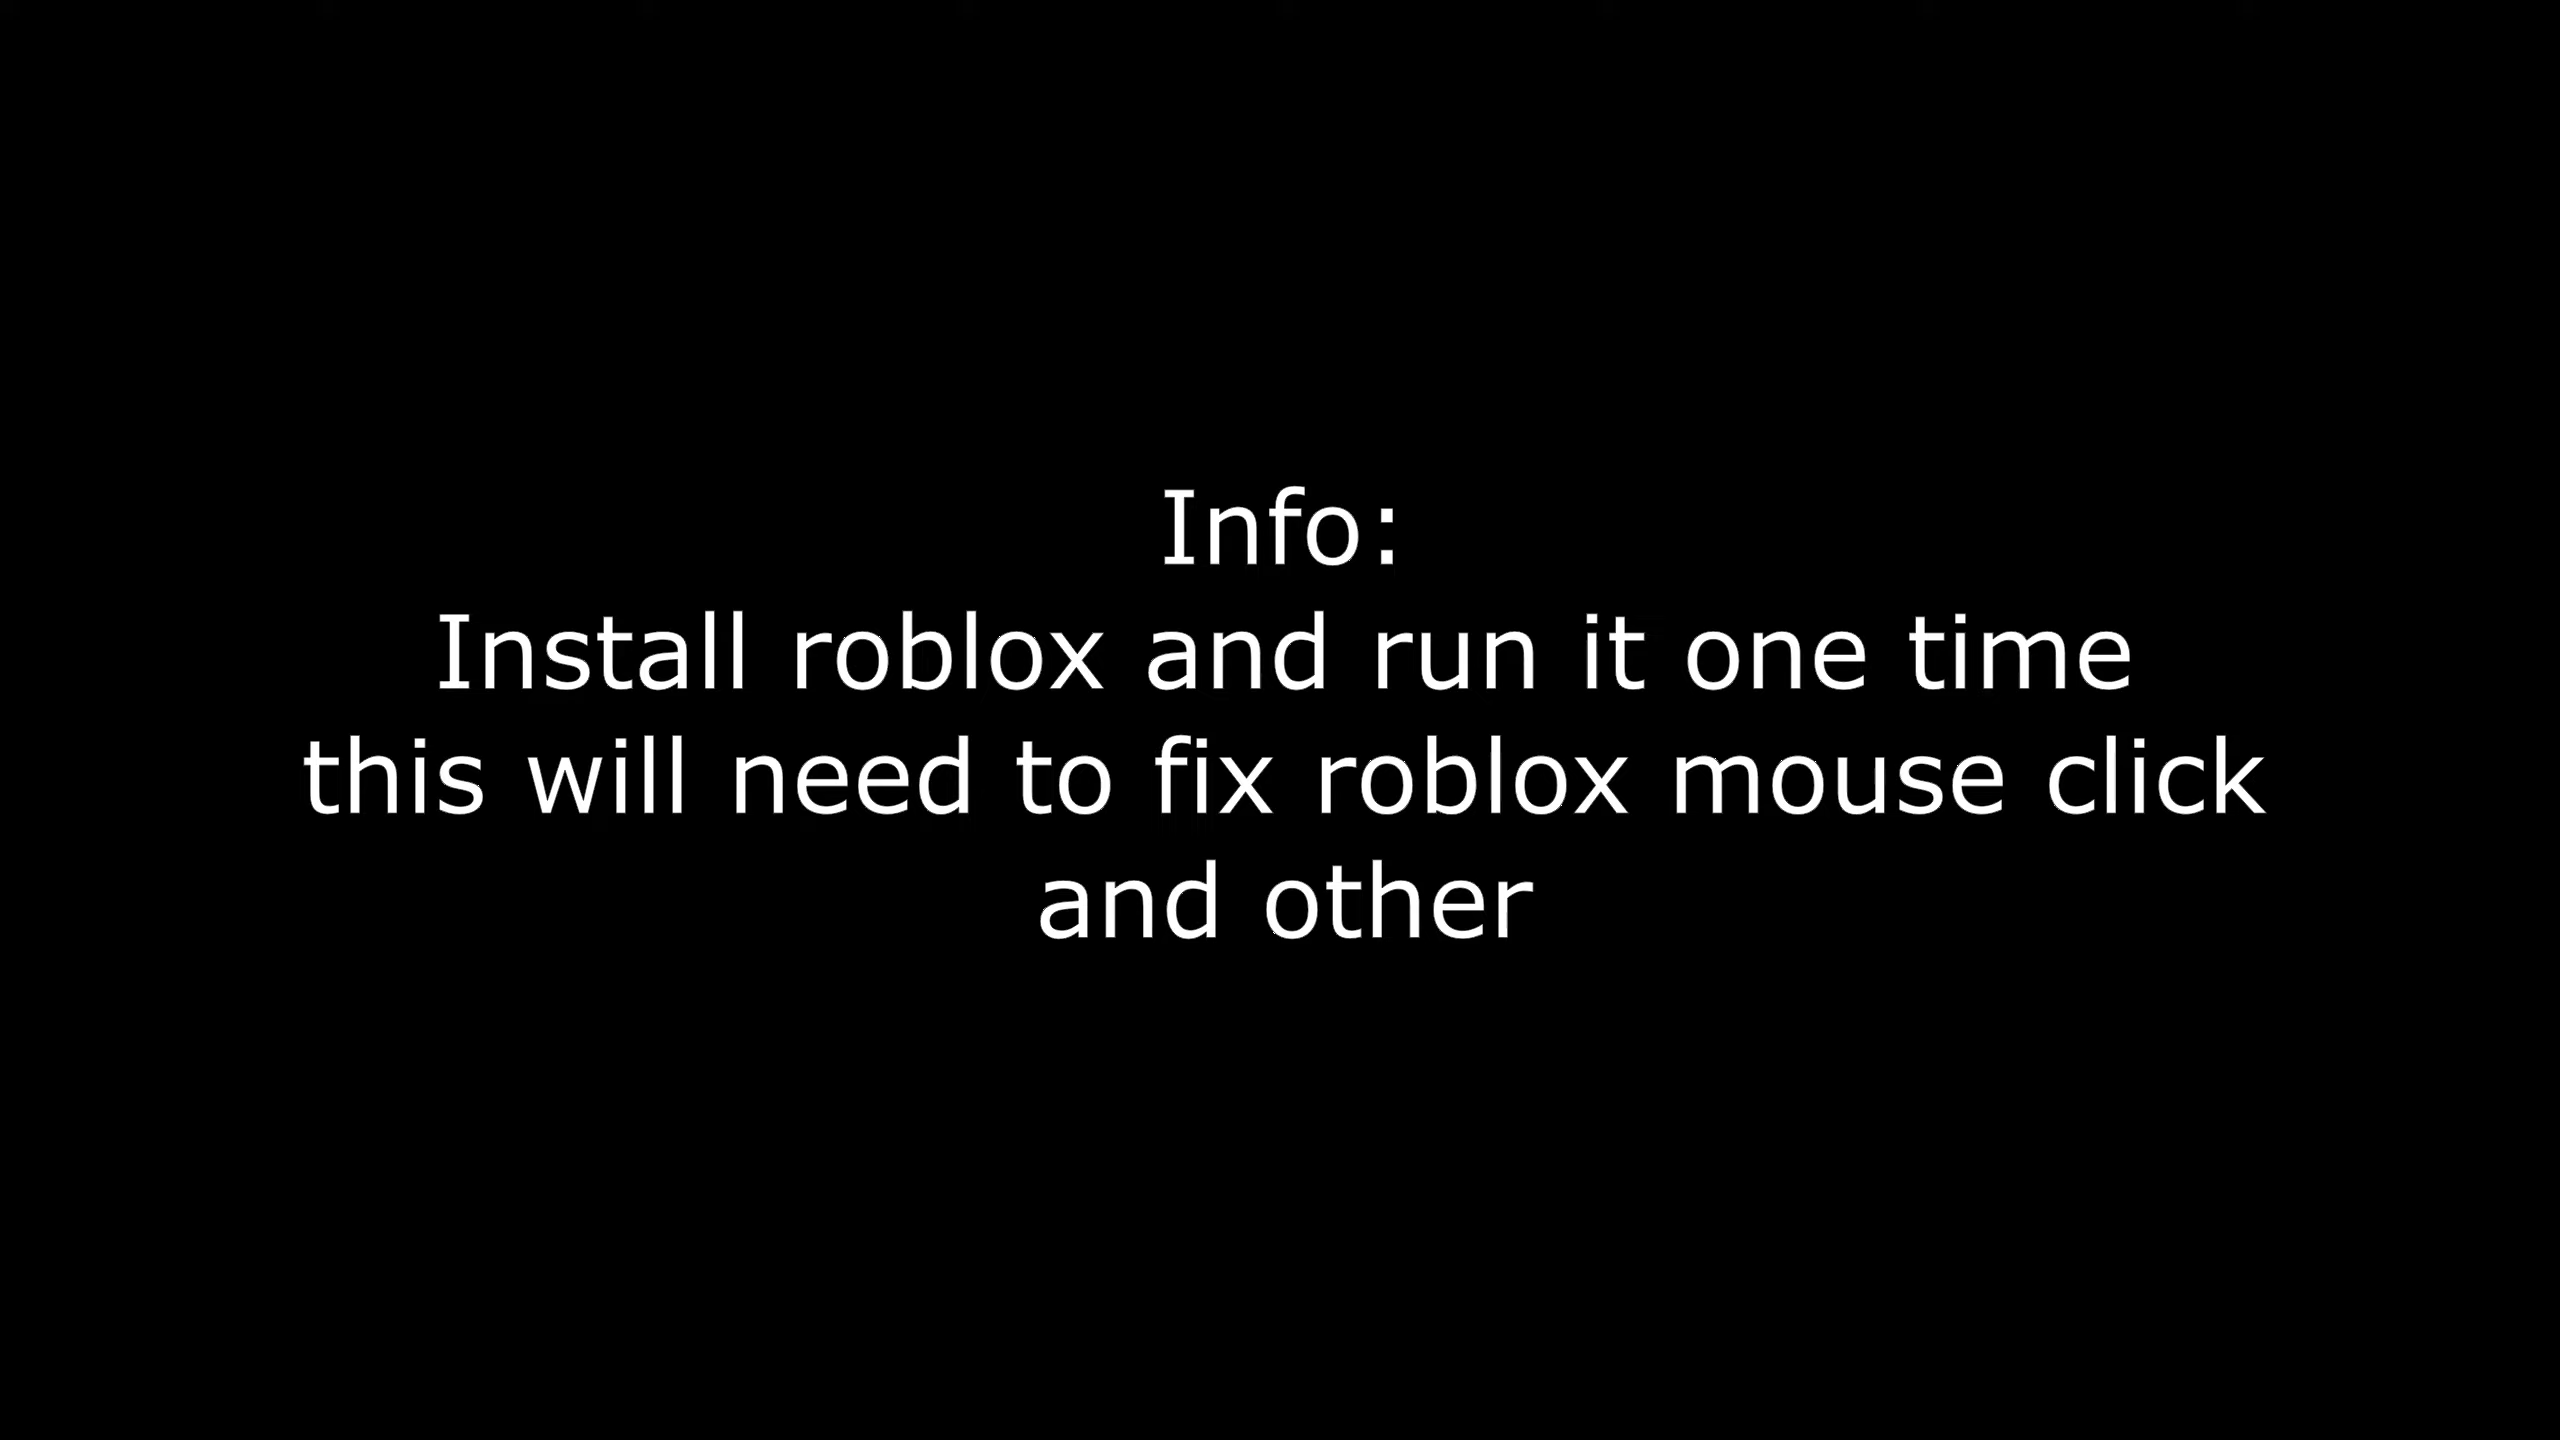 Info:
Install roblox and run it one time
this will need to fix roblox mouse click
and other